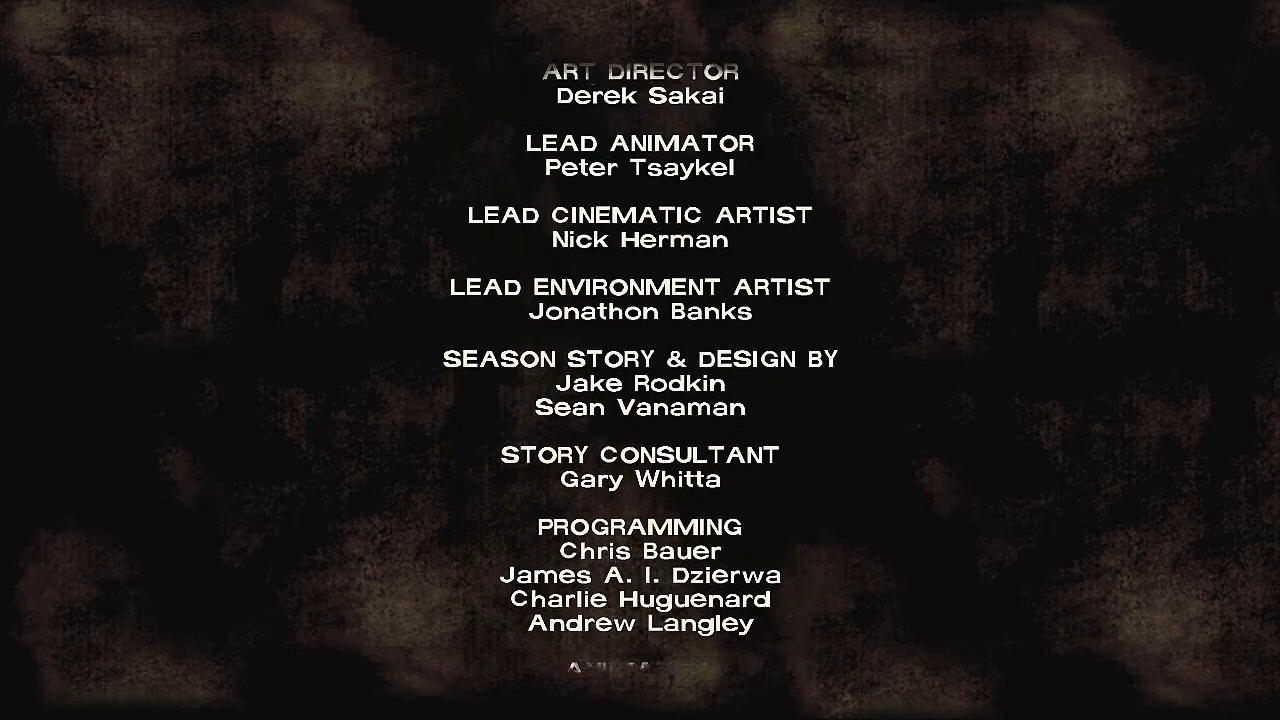 ART DIRECTOR
Derek Sakai
LEAD ANIMATOR
Peter Tsaykel
LEAD CINEMATIC ARTIST
Nick Herman
LEAD ENVIRONMENT ARTIST
Jonathon Banks
SEASON STORY & DESIGN BY
Jake Rodkin
Sean Vanaman
STORY CONSULTANT
Gary Whitta
PROGRAMMING
Chris Bauer
James A. I. Dzierwa
Charlie Huguenard
Andrew Langley